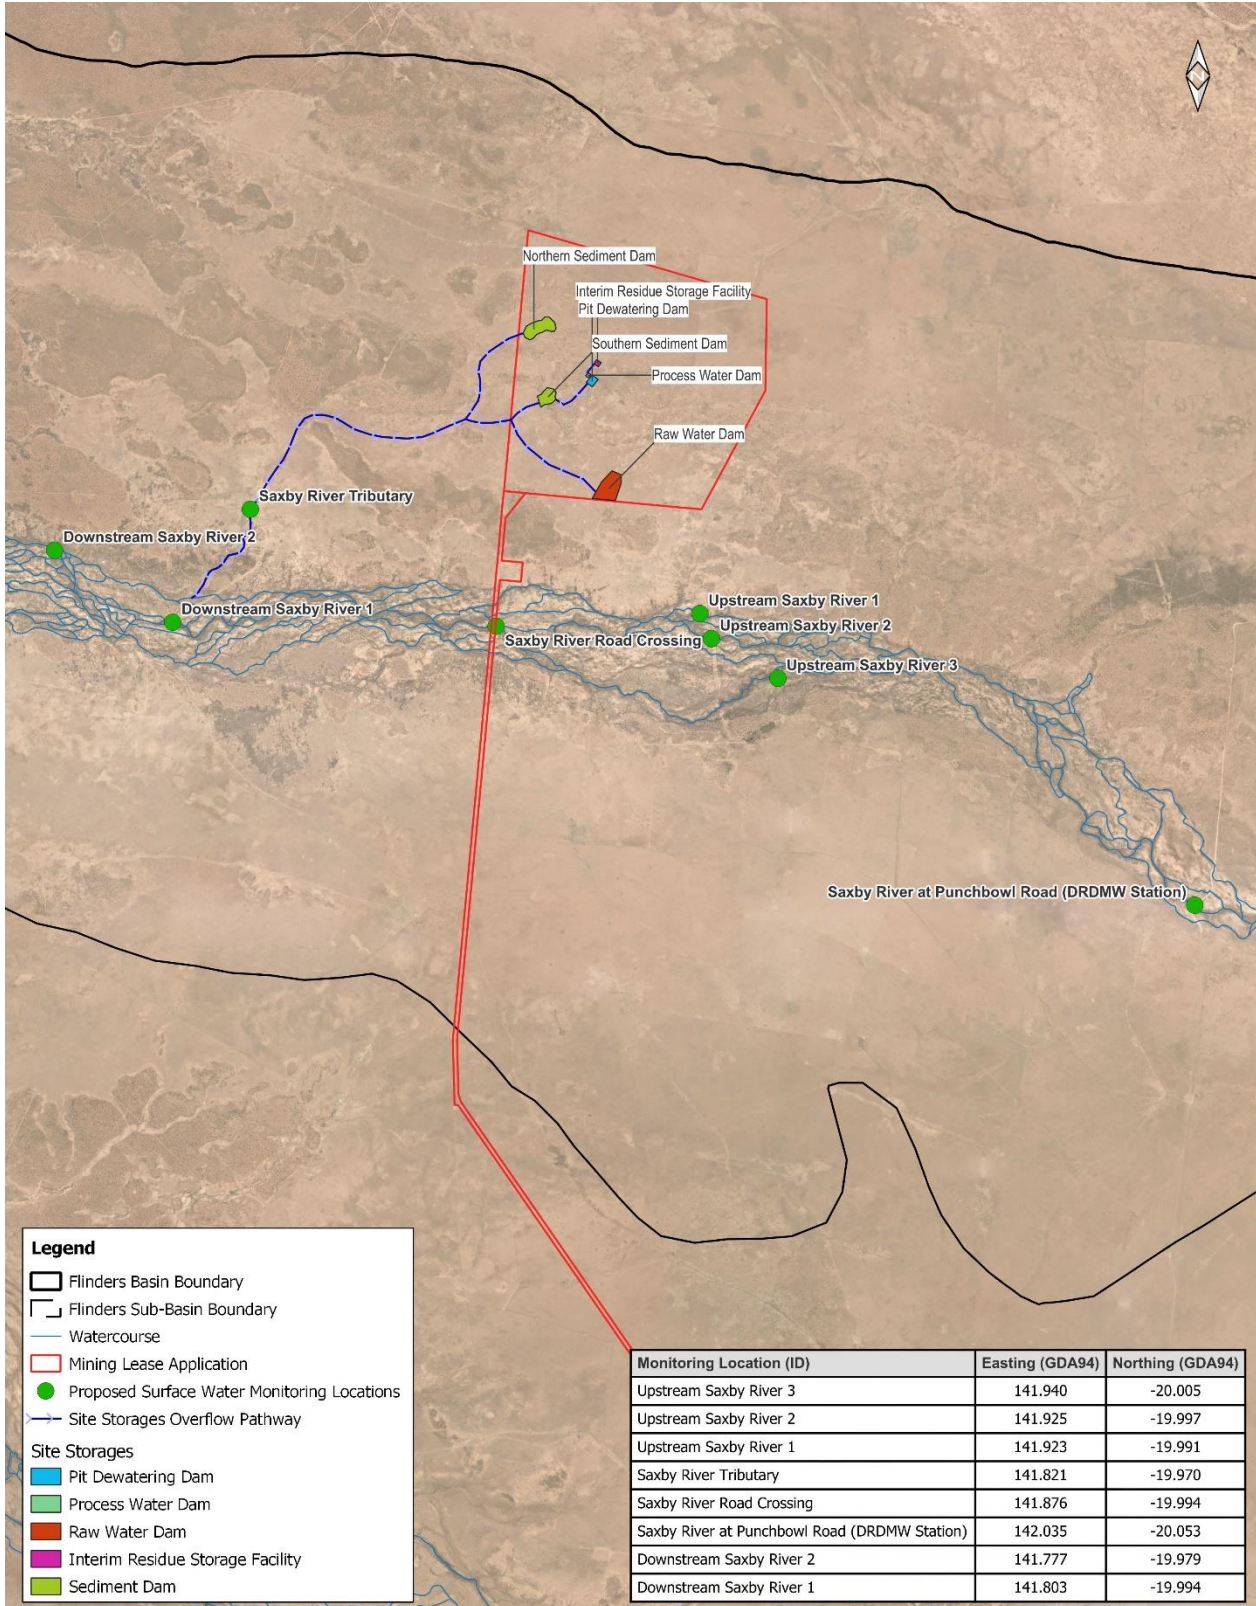 N
Northern Sediment Dam
Interim Residue Storage Facility
Pit Dewatering Dam
Southern Sediment Dam
Process Water Dam
Raw Water Dam
Saxby River Tributary
Downstream Saxby River 2
Downstream Saxby River 1
Upstream Saxby River 1
Upstream Saxby River 2
Saxby River Road Crossing
Upstream Saxby River 3
Saxby River at Punchbowl Road (DRDMW Station)
Legend
Flinders Basin Boundary
Flinders Sub-Basin Boundary
Watercourse
Mining Lease Application
Proposed Surface Water Monitoring Locations
Site Storages Overflow Pathway
Site Storages
Pit Dewatering Dam
Process Water Dam
Raw Water Dam
Interim Residue Storage Facility
Sediment Dam
Monitoring Location (ID) Easting (GDA94) Northing (GDA94)
Upstream Saxby River 3 141.940 -20.005
Upstream Saxby River 2 141.925 -19.997
Upstream Saxby River 1 141.923 -19.991
Saxby River Tributary 141.821 -19.970
Saxby River Road Crossing 141.876 -19.994
Saxby River at Punchbowl Road (DRDMW Station) 142.035 -20.053
Downstream Saxby River 2 141.777 -19.979
Downstream Saxby River 1 141.803 -19.994